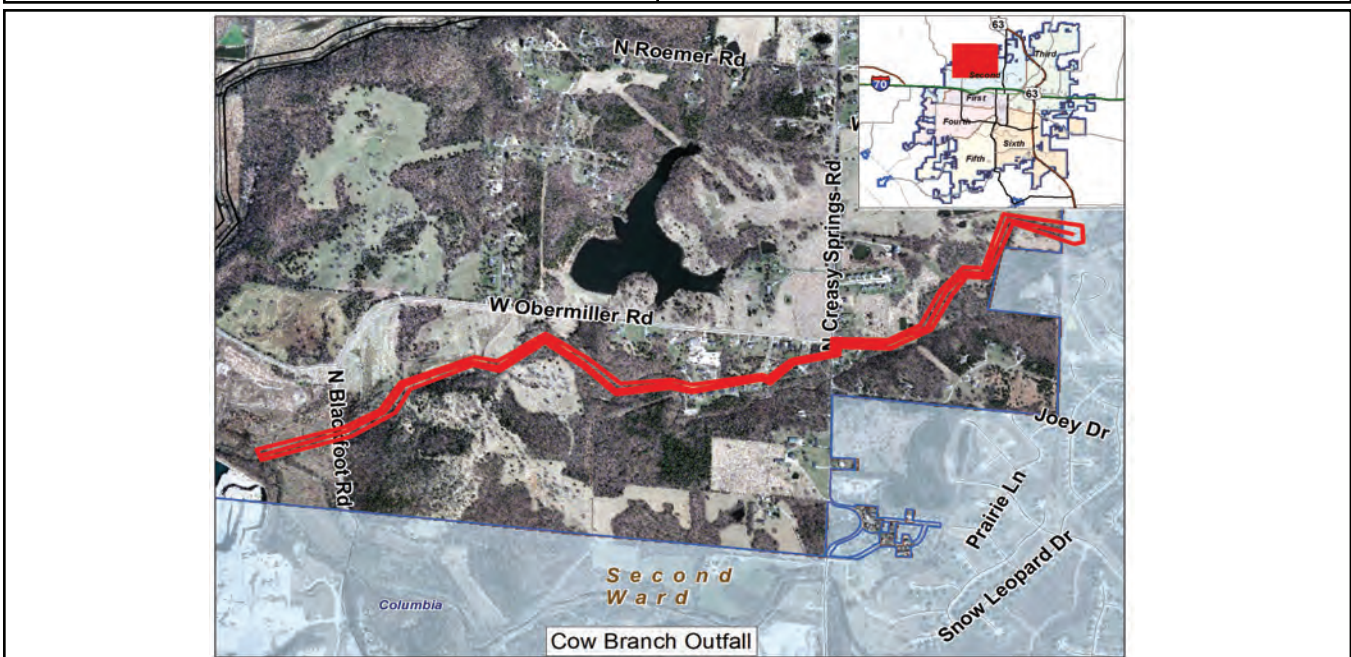 N Roemer Rd
63
Third
Second
70
63
First
Fourth
Sixth
Fifth
W
N Creasy Springs Rd
W Obermiller Rd
N Blackfoot Rd
Joey Dr
Prairie Ln
Snow Leopard Dr
Second
Ward
Columbia
Cow Branch Outfall